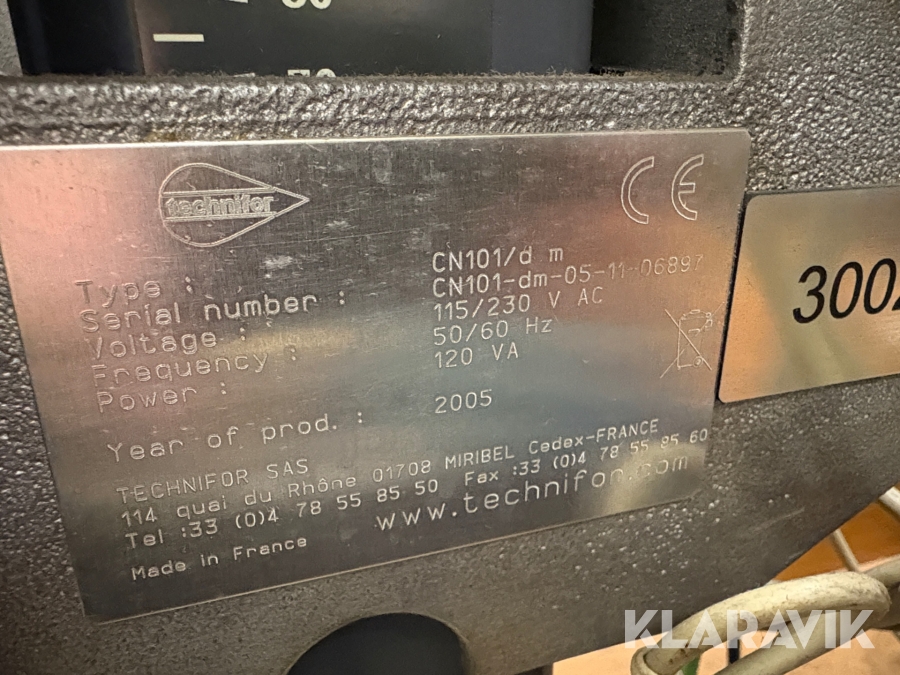 technifor
CE
Type : CN101/d m
Serial number : CN101-dm-05-11-06897
Voltage : 115/230 V AC
Frequency : 50/60 Hz
Power : 120 VA
Year of prod. : 2005
TECHNIFOR SAS
114 quai du Rhône 01708 MIRIBEL Cedex-FRANCE
Tel :33 (0)4 78 55 85 50 Fax :33 (0)4 78 55 85 60
www.technifor.com
Made in France
KLARAVIK